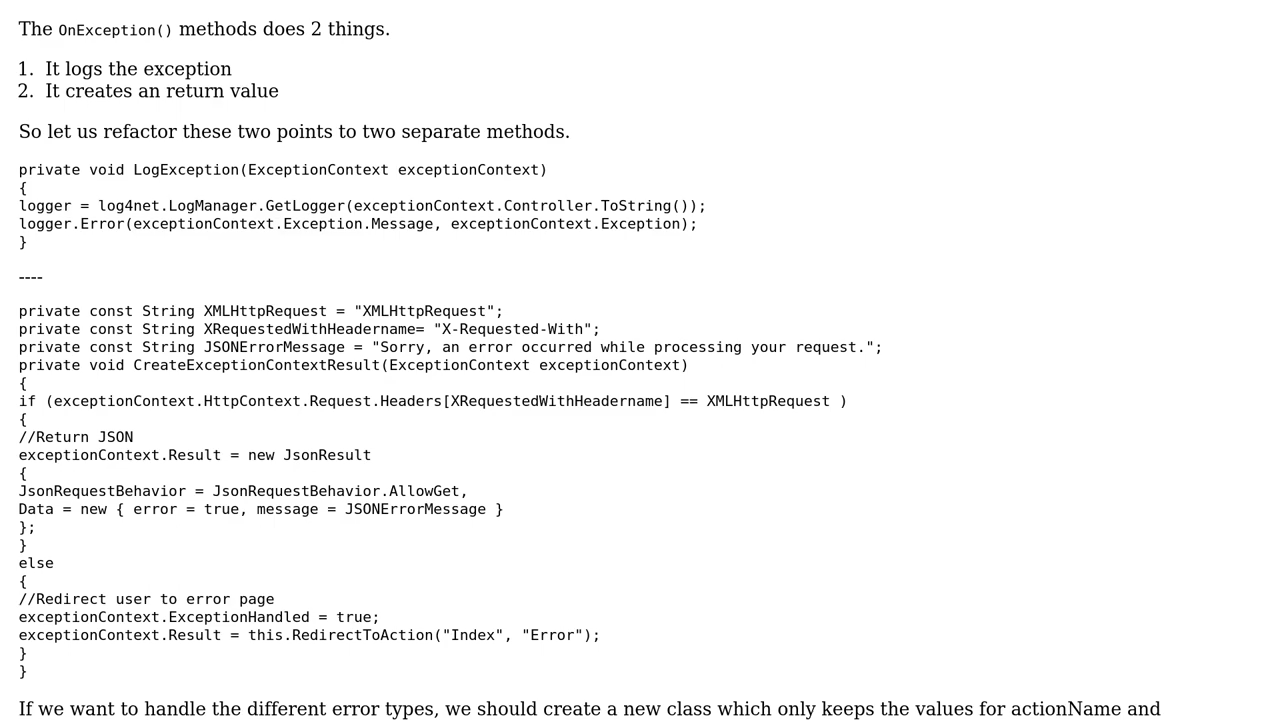 The OnException() methods does 2 things.
1. It logs the exception
2. It creates an return value
So let us refactor these two points to two separate methods.
private void LogException(ExceptionContext exceptionContext)
{
logger = log4net.LogManager.GetLogger(exceptionContext.Controller.ToString());
logger.Error(exceptionContext.Exception.Message, exceptionContext.Exception);
}
----
private const String XMLHttpRequest = "XMLHttpRequest";
private const String XRequestedWithHeadername= "X-Requested-With";
private const String JSONErrorMessage = "Sorry, an error occurred while processing your request.";
private void CreateExceptionContextResult(ExceptionContext exceptionContext)
{
if (exceptionContext.HttpContext.Request.Headers[XRequestedWithHeadername] == XMLHttpRequest )
{
//Return JSON
exceptionContext.Result = new JsonResult
{
JsonRequestBehavior = JsonRequestBehavior.AllowGet,
Data = new { error = true, message = JSONErrorMessage }
};
}
else
{
//Redirect user to error page
exceptionContext.ExceptionHandled = true;
exceptionContext.Result = this.RedirectToAction("Index", "Error");
}
}
If we want to handle the different error types, we should create a new class which only keeps the values for actionName and